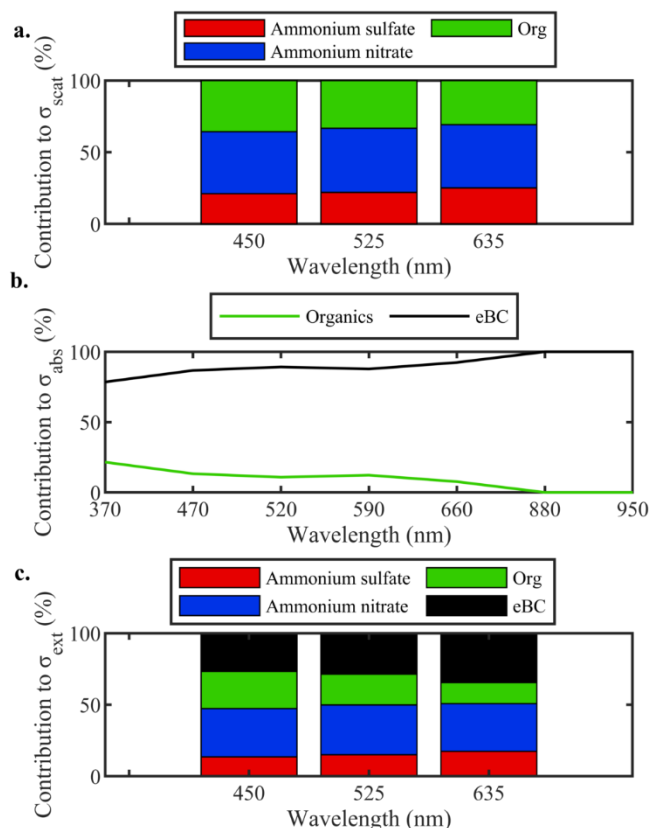 a.
Ammonium sulfate Org
Ammonium nitrate
Contribution to σscat (%)
100
50
0
450 525 635
Wavelength (nm)
b.
Organics eBC
Contribution to σabs (%)
100
50
0
370 470 520 590 660 880 950
Wavelength (nm)
c.
Ammonium sulfate Org
Ammonium nitrate eBC
Contribution to σext (%)
100
50
0
450 525 635
Wavelength (nm)